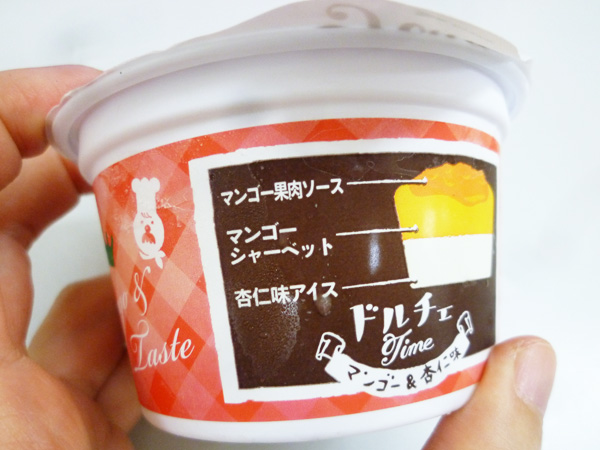 マンゴー果肉ソース
マンゴー
シャーベット
杏仁味アイス
ドルチェ
Time
マンゴー&杏仁味
&
Taste